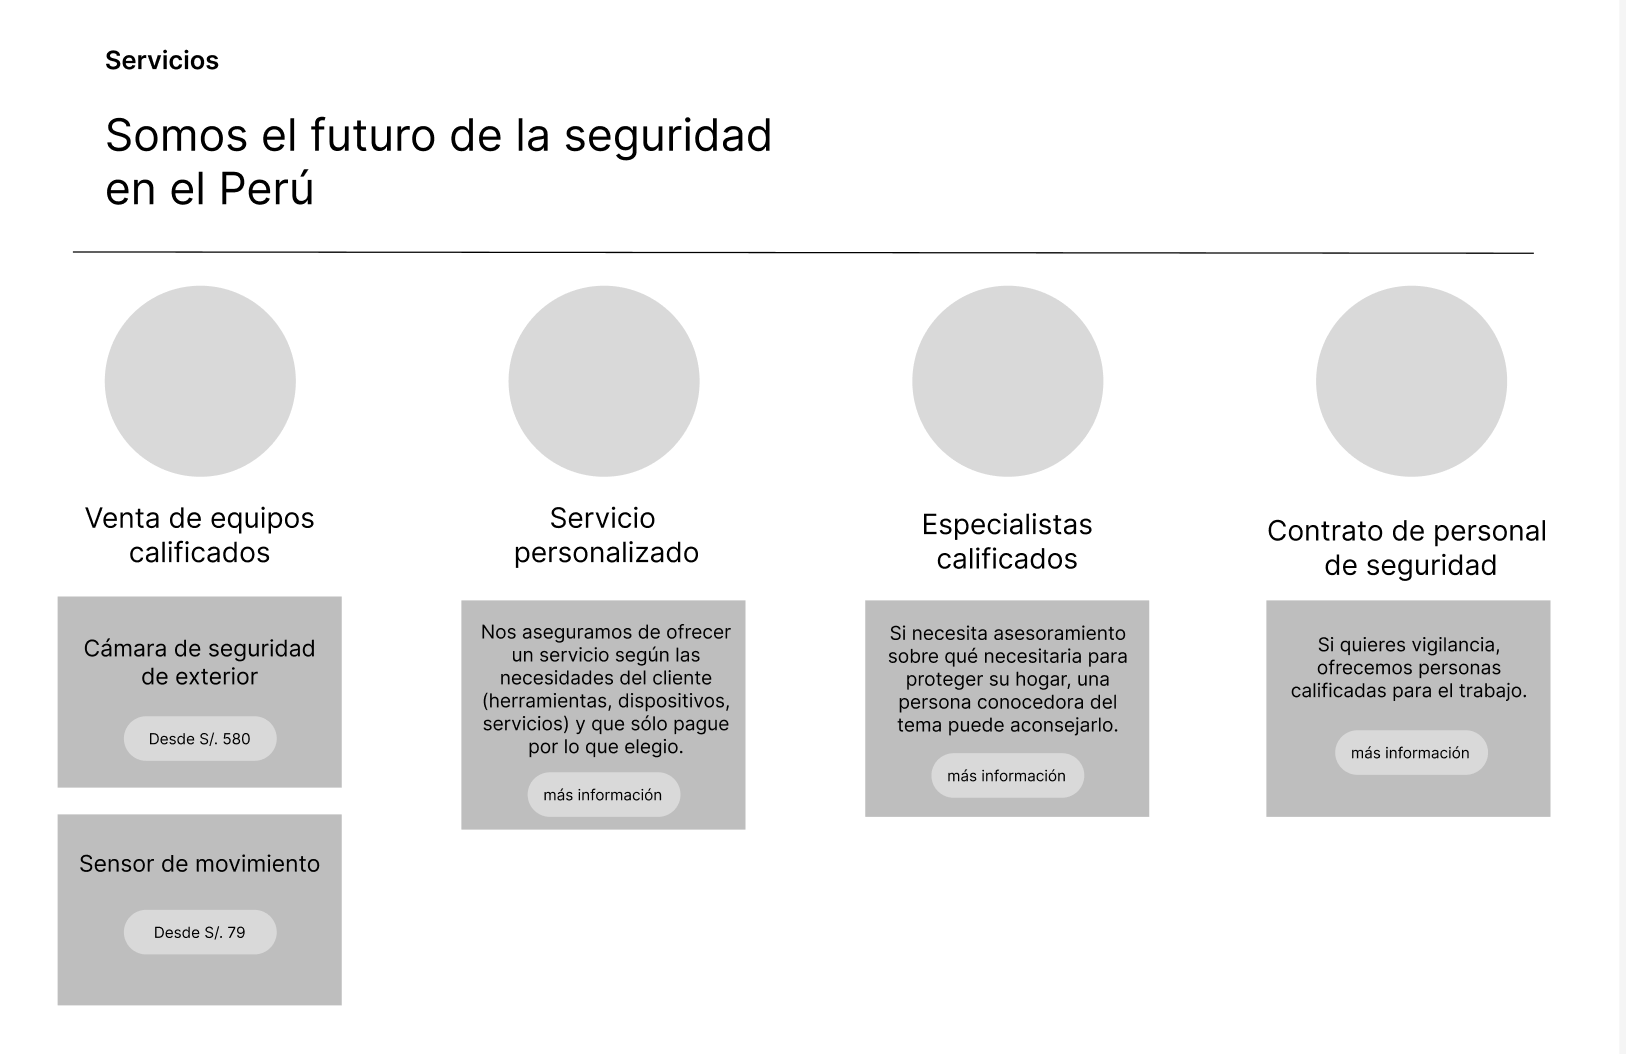 Servicios
Somos el futuro de la seguridad
en el Perú
Venta de equipos
calificados
Cámara de seguridad
de exterior
Desde S/. 580
Sensor de movimiento
Desde S/. 79
Servicio
personalizado
Nos aseguramos de ofrecer
un servicio según las
necesidades del cliente
(herramientas, dispositivos,
servicios) y que sólo pague
por lo que elegio.
más información
Especialistas
calificados
Si necesita asesoramiento
sobre qué necesitaria para
proteger su hogar, una
persona conocedora del
tema puede aconsejarlo.
más información
Contrato de personal
de seguridad
Si quieres vigilancia,
ofrecemos personas
calificadas para el trabajo.
más información